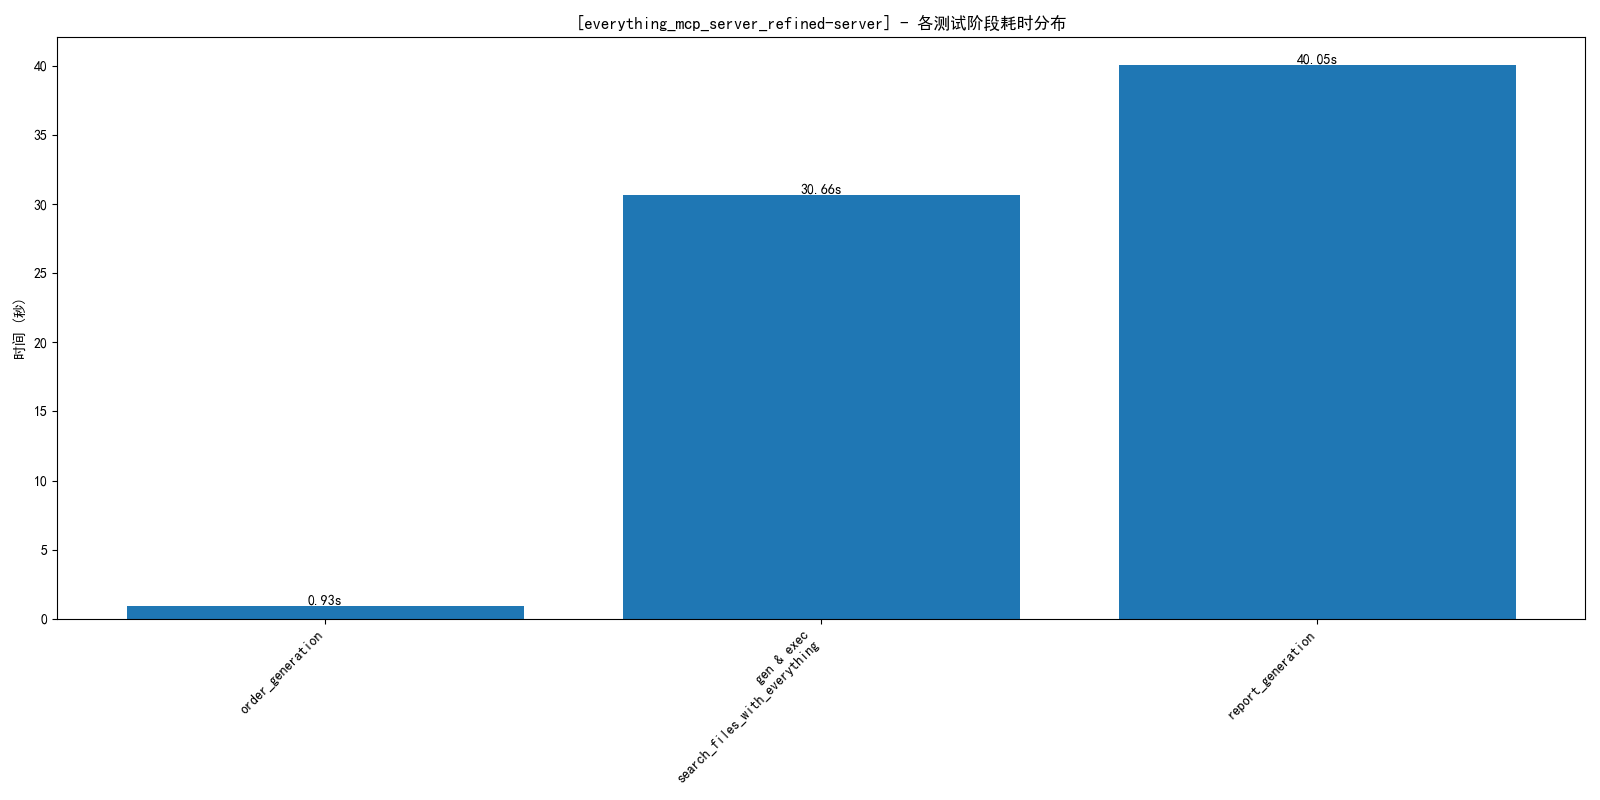 [everything_mcp_server_refined-server] - 各测试阶段耗时分布
时间 (秒)
40
35
30
25
20
15
10
5
0
0.93s
30.66s
40.05s
order_generation
gen & exec
search_files_with_everything
report_generation